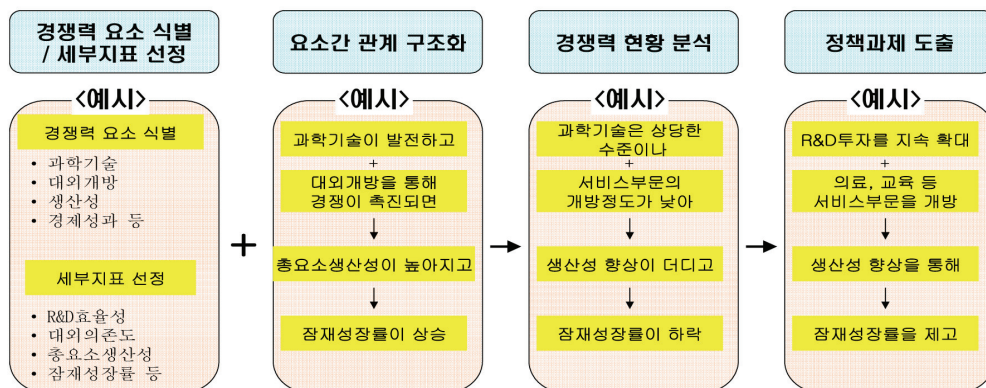 경쟁력 요소 식별
/ 세부지표 선정
<예시>
경쟁력 요소 식별
• 과학기술
• 대외개방
• 생산성
• 경제성과 등
세부지표 선정
• R&D효율성
• 대외의존도
• 총요소생산성
• 잠재성장률 등
+
요소간 관계 구조화
<예시>
과학기술이 발전하고
+
대외개방을 통해
경쟁이 촉진되면
총요소생산성이 높아지고
잠재성장률이 상승
경쟁력 현황 분석
<예시>
과학기술은 상당한
수준이나
+
서비스부문의
개방정도가 낮아
생산성 향상이 더디고
잠재성장률이 하락
정책과제 도출
<예시>
R&D투자를 지속 확대
+
의료, 교육 등
서비스부문을 개방
생산성 향상을 통해
잠재성장률을 제고